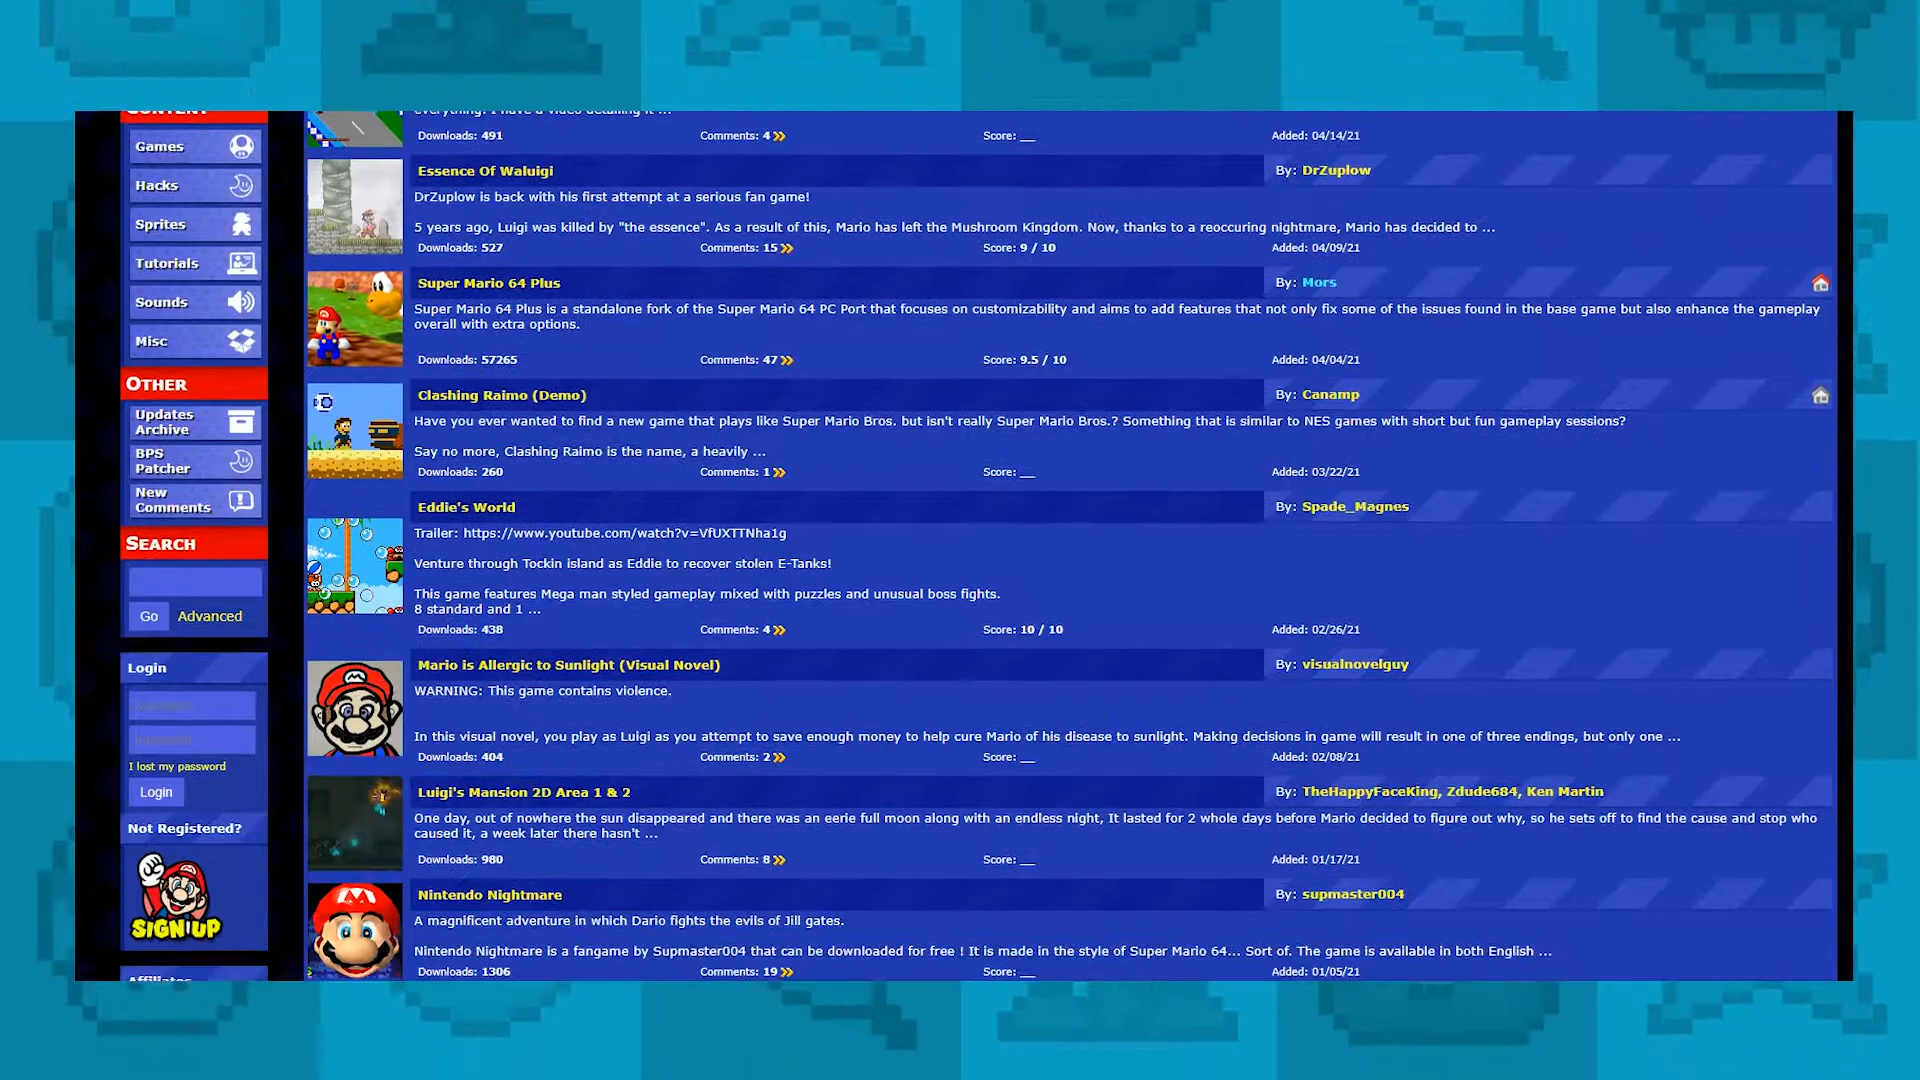 CONTENT
Games
Hacks
Sprites
Tutorials
Sounds
Misc
OTHER
Updates
Archive
BPS
Patcher
New
Comments
SEARCH
Go Advanced
Login
I lost my password
Login
Not Registered?
SIGN UP
Affiliates
everything. I have a video detailing it ...
Downloads: 491 Comments: 4 Score: __ Added: 04/14/21
Essence Of Waluigi By: DrZuplow
DrZuplow is back with his first attempt at a serious fan game!
5 years ago, Luigi was killed by "the essence". As a result of this, Mario has left the Mushroom Kingdom. Now, thanks to a reoccuring nightmare, Mario has decided to ...
Downloads: 527 Comments: 15 Score: 9 / 10 Added: 04/09/21
Super Mario 64 Plus By: Mors
Super Mario 64 Plus is a standalone fork of the Super Mario 64 PC Port that focuses on customizability and aims to add features that not only fix some of the issues found in the base game but also enhance the gameplay
overall with extra options.
Downloads: 57265 Comments: 47 Score: 9.5 / 10 Added: 04/04/21
Clashing Raimo (Demo) By: Canamp
Have you ever wanted to find a new game that plays like Super Mario Bros. but isn't really Super Mario Bros.? Something that is similar to NES games with short but fun gameplay sessions?
Say no more, Clashing Raimo is the name, a heavily ...
Downloads: 260 Comments: 1 Score: __ Added: 03/22/21
Eddie's World By: Spade_Magnes
Trailer: https://www.youtube.com/watch?v=VfUXTTNha1g
Venture through Tockin island as Eddie to recover stolen E-Tanks!
This game features Mega man styled gameplay mixed with puzzles and unusual boss fights.
8 standard and 1 ...
Downloads: 438 Comments: 4 Score: 10 / 10 Added: 02/26/21
Mario is Allergic to Sunlight (Visual Novel) By: visualnovelguy
WARNING: This game contains violence.
In this visual novel, you play as Luigi as you attempt to save enough money to help cure Mario of his disease to sunlight. Making decisions in game will result in one of three endings, but only one ...
Downloads: 404 Comments: 2 Score: __ Added: 02/08/21
Luigi's Mansion 2D Area 1 & 2 By: TheHappyFaceKing, Zdude684, Ken Martin
One day, out of nowhere the sun disappeared and there was an eerie full moon along with an endless night, It lasted for 2 whole days before Mario decided to figure out why, so he sets off to find the cause and stop who
caused it, a week later there hasn't ...
Downloads: 980 Comments: 8 Score: __ Added: 01/17/21
Nintendo Nightmare By: supmaster004
A magnificent adventure in which Dario fights the evils of Jill gates.
Nintendo Nightmare is a fangame by Supmaster004 that can be downloaded for free ! It is made in the style of Super Mario 64... Sort of. The game is available in both English ...
Downloads: 1306 Comments: 19 Score: __ Added: 01/05/21